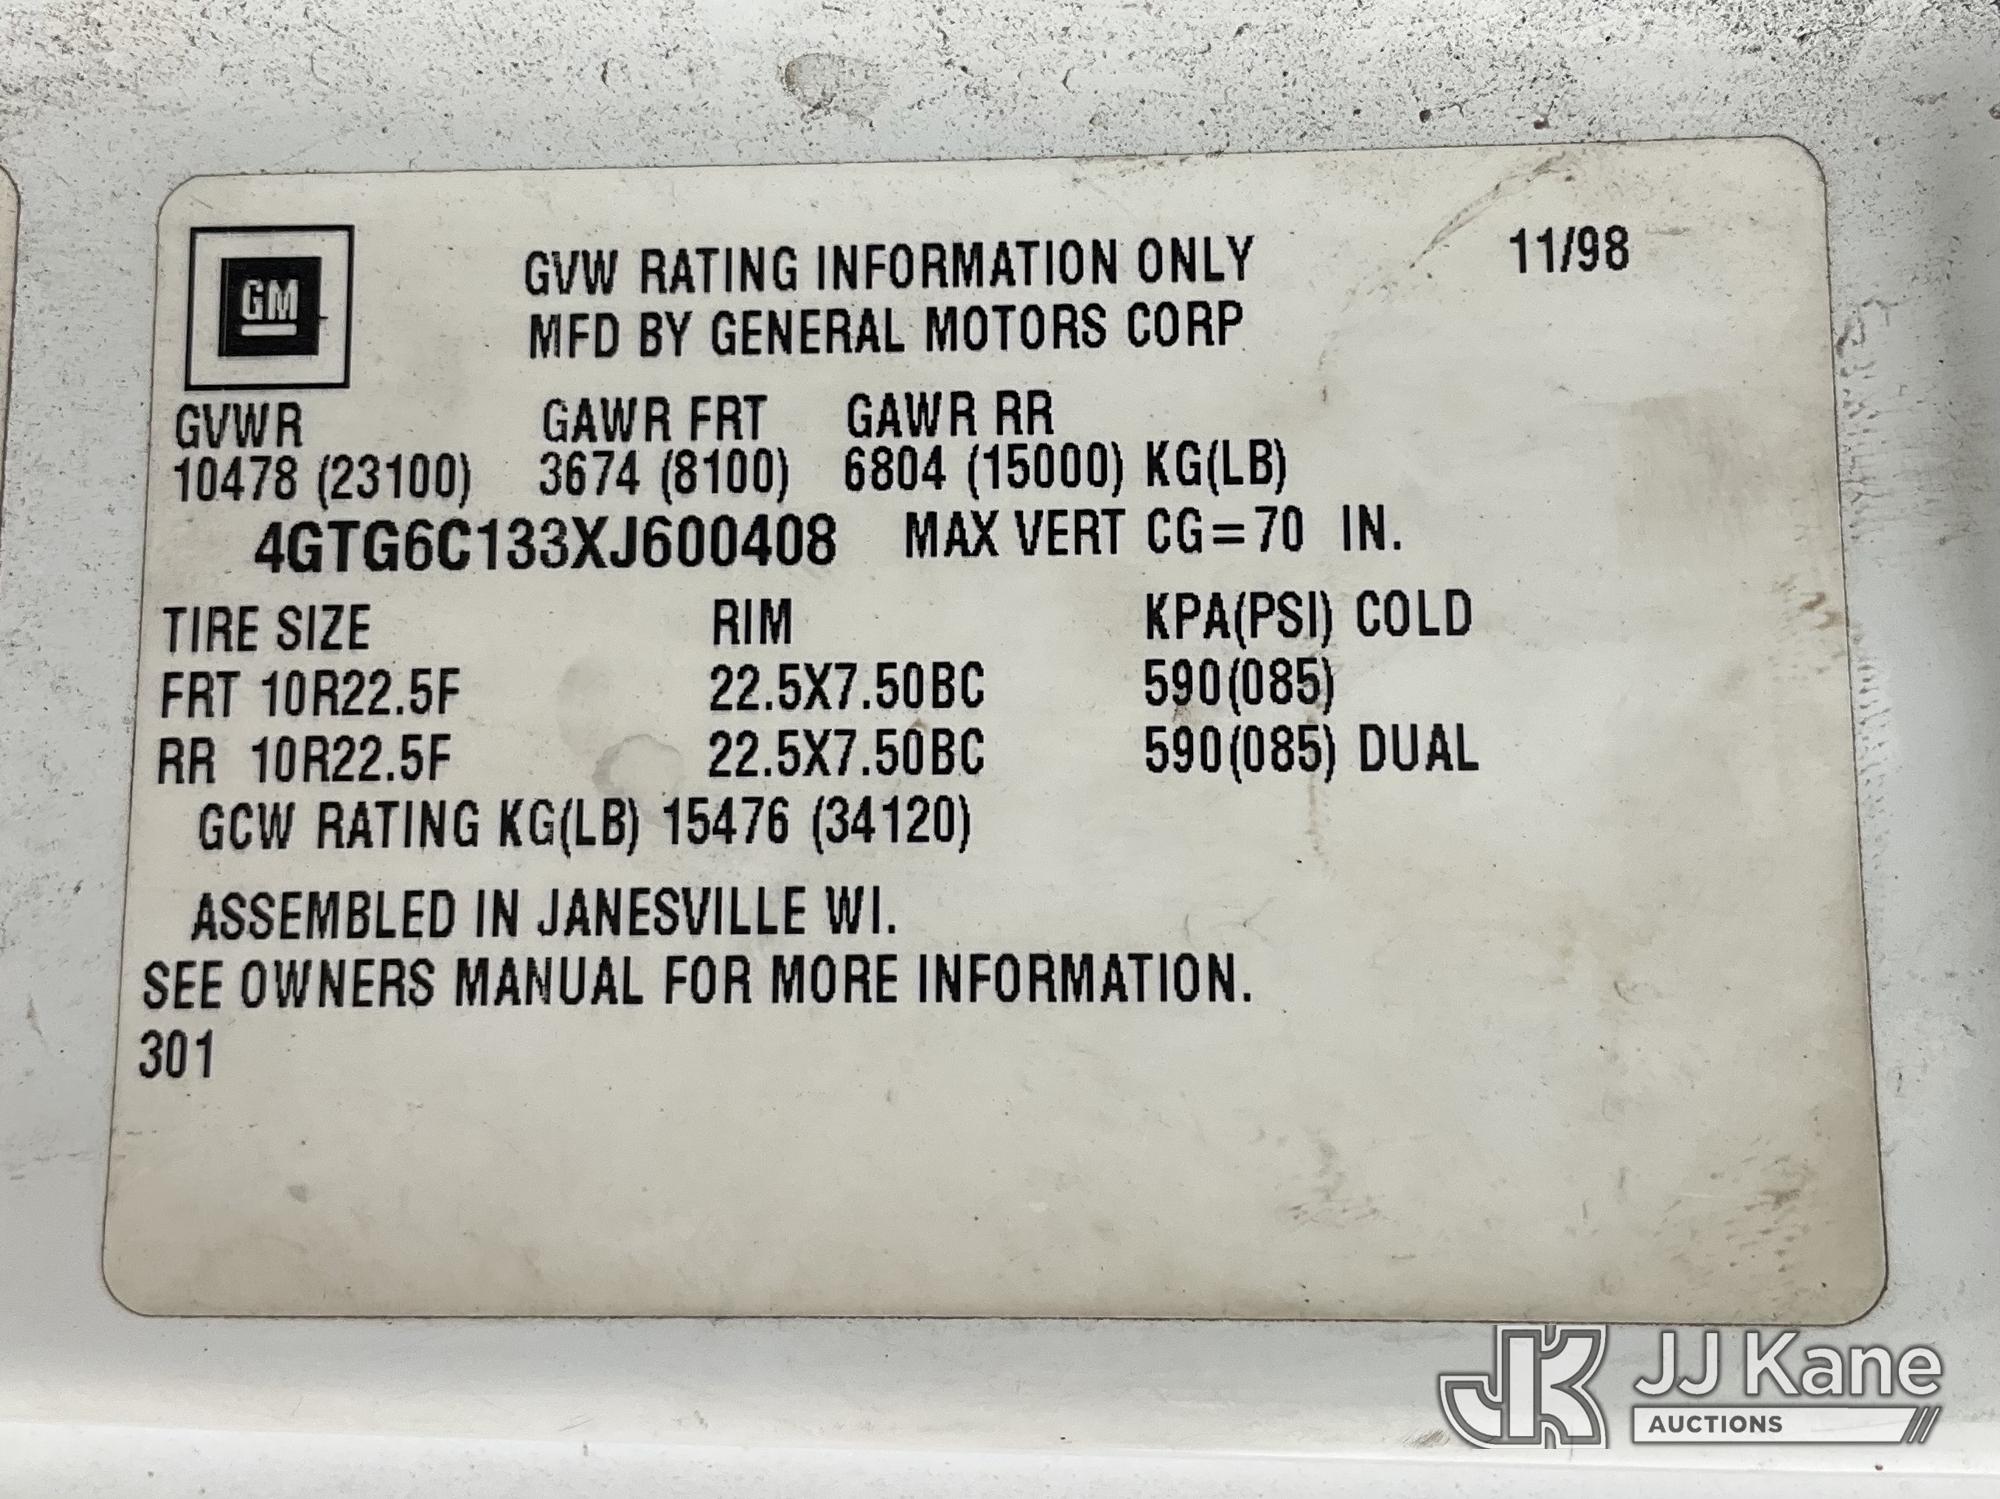 GM
GVW RATING INFORMATION ONLY 11/98
MFD BY GENERAL MOTORS CORP
GVWR GAWR FRT GAWR RR
10478 (23100) 3674 (8100) 6804 (15000) KG(LB)
4GTG6C133XJ600408 MAX VERT CG=70 IN.
TIRE SIZE RIM KPA(PSI) COLD
FRT 10R22.5F 22.5X7.50BC 590(085)
RR 10R22.5F 22.5X7.50BC 590(085) DUAL
GCW RATING KG(LB) 15476 (34120)
ASSEMBLED IN JANESVILLE WI.
SEE OWNERS MANUAL FOR MORE INFORMATION.
301
JK JJ Kane
AUCTIONS